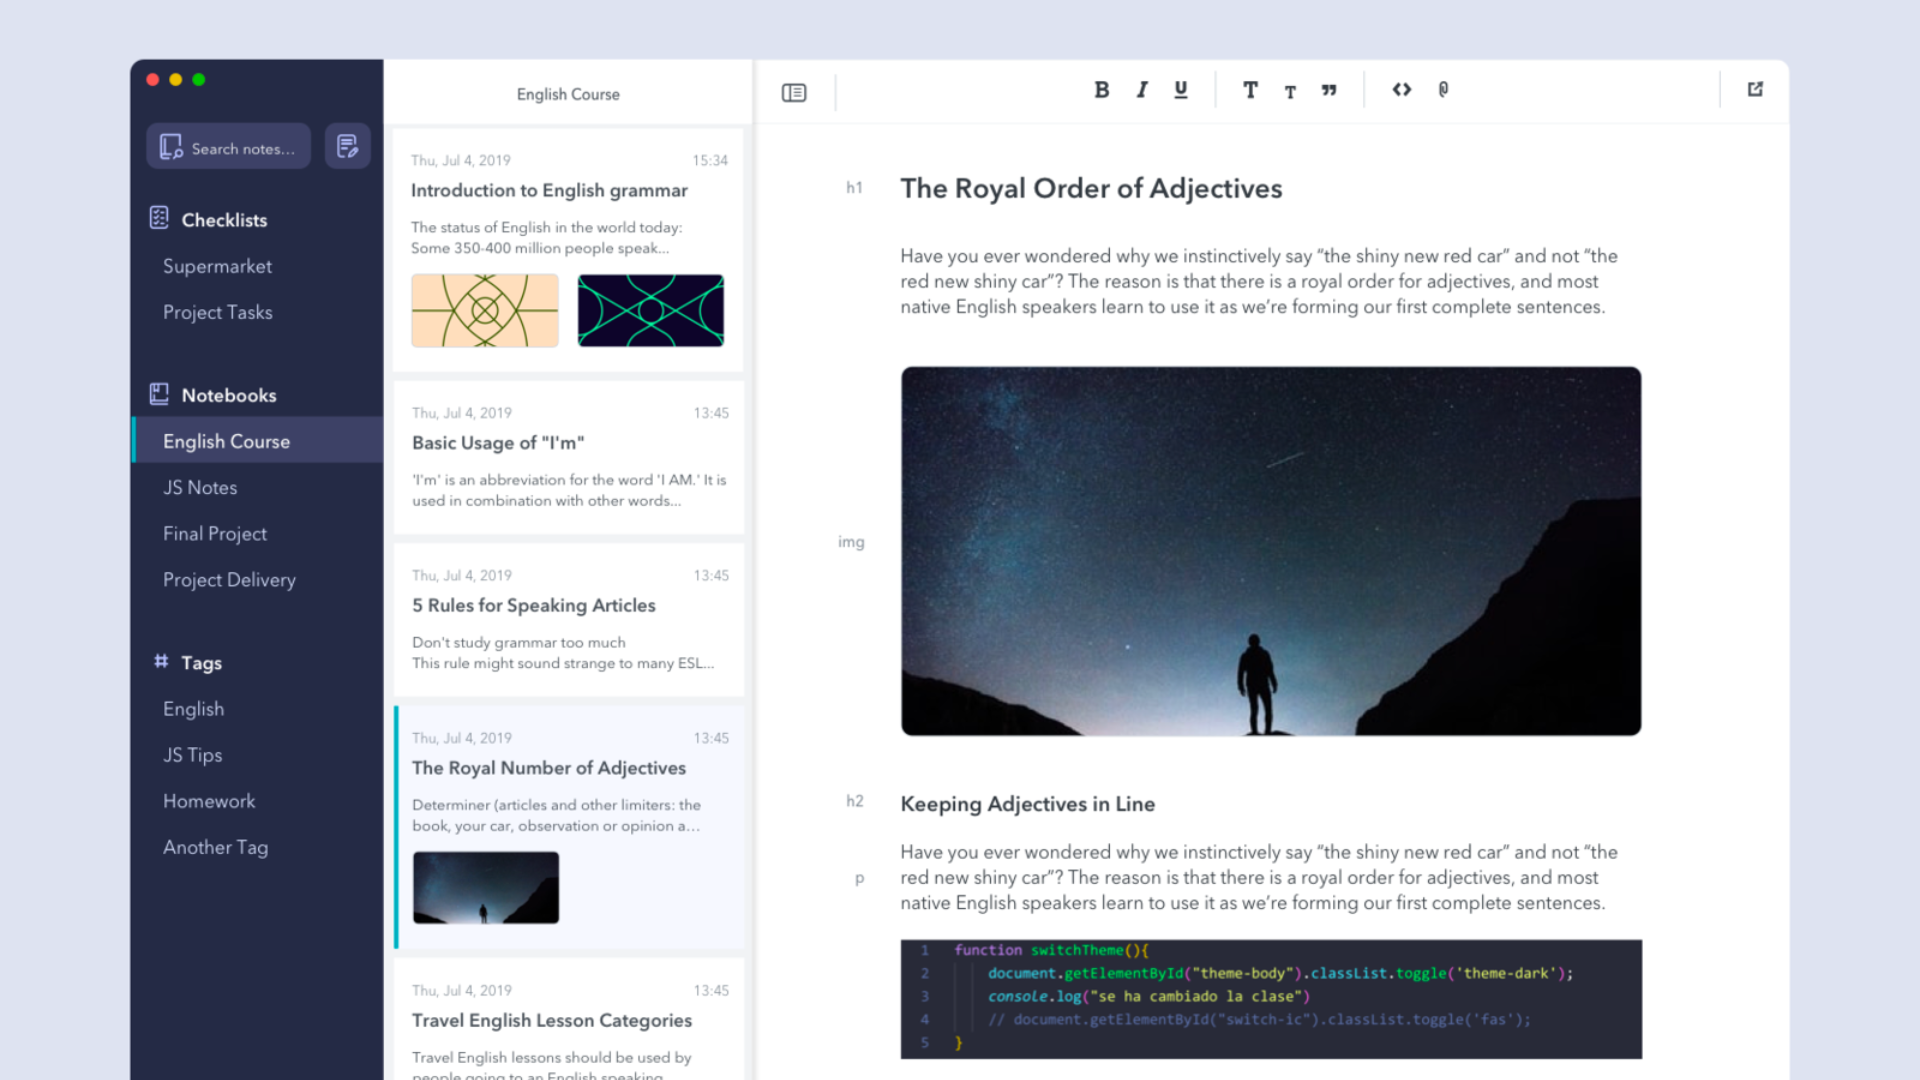 Search notes...
Checklists
Supermarket
Project Tasks
Notebooks
English Course
JS Notes
Final Project
Project Delivery
# Tags
English
JS Tips
Homework
Another Tag
English Course
Thu, Jul 4, 2019 15:34
Introduction to English grammar
The status of English in the world today:
Some 350-400 million people speak...
Thu, Jul 4, 2019 13:45
Basic Usage of "I'm"
'I'm' is an abbreviation for the word 'I AM.' It is
used in combination with other words...
Thu, Jul 4, 2019 13:45
5 Rules for Speaking Articles
Don't study grammar too much
This rule might sound strange to many ESL...
Thu, Jul 4, 2019 13:45
The Royal Number of Adjectives
Determiner (articles and other limiters: the
book, your car, observation or opinion a...
Thu, Jul 4, 2019 13:45
Travel English Lesson Categories
Travel English lessons should be used by
people going to an English speaking
B I U T T ” <>
h1 The Royal Order of Adjectives
Have you ever wondered why we instinctively say “the shiny new red car” and not “the
red new shiny car”? The reason is that there is a royal order for adjectives, and most
native English speakers learn to use it as we’re forming our first complete sentences.
img
h2 Keeping Adjectives in Line
Have you ever wondered why we instinctively say “the shiny new red car” and not “the
p red new shiny car”? The reason is that there is a royal order for adjectives, and most
native English speakers learn to use it as we’re forming our first complete sentences.
1 function switchTheme(){
2 document.getElementById("theme-body").classList.toggle('theme-dark');
3 console.log("se ha cambiado la clase")
4 // document.getElementById("switch-ic").classList.toggle('fas');
5 }